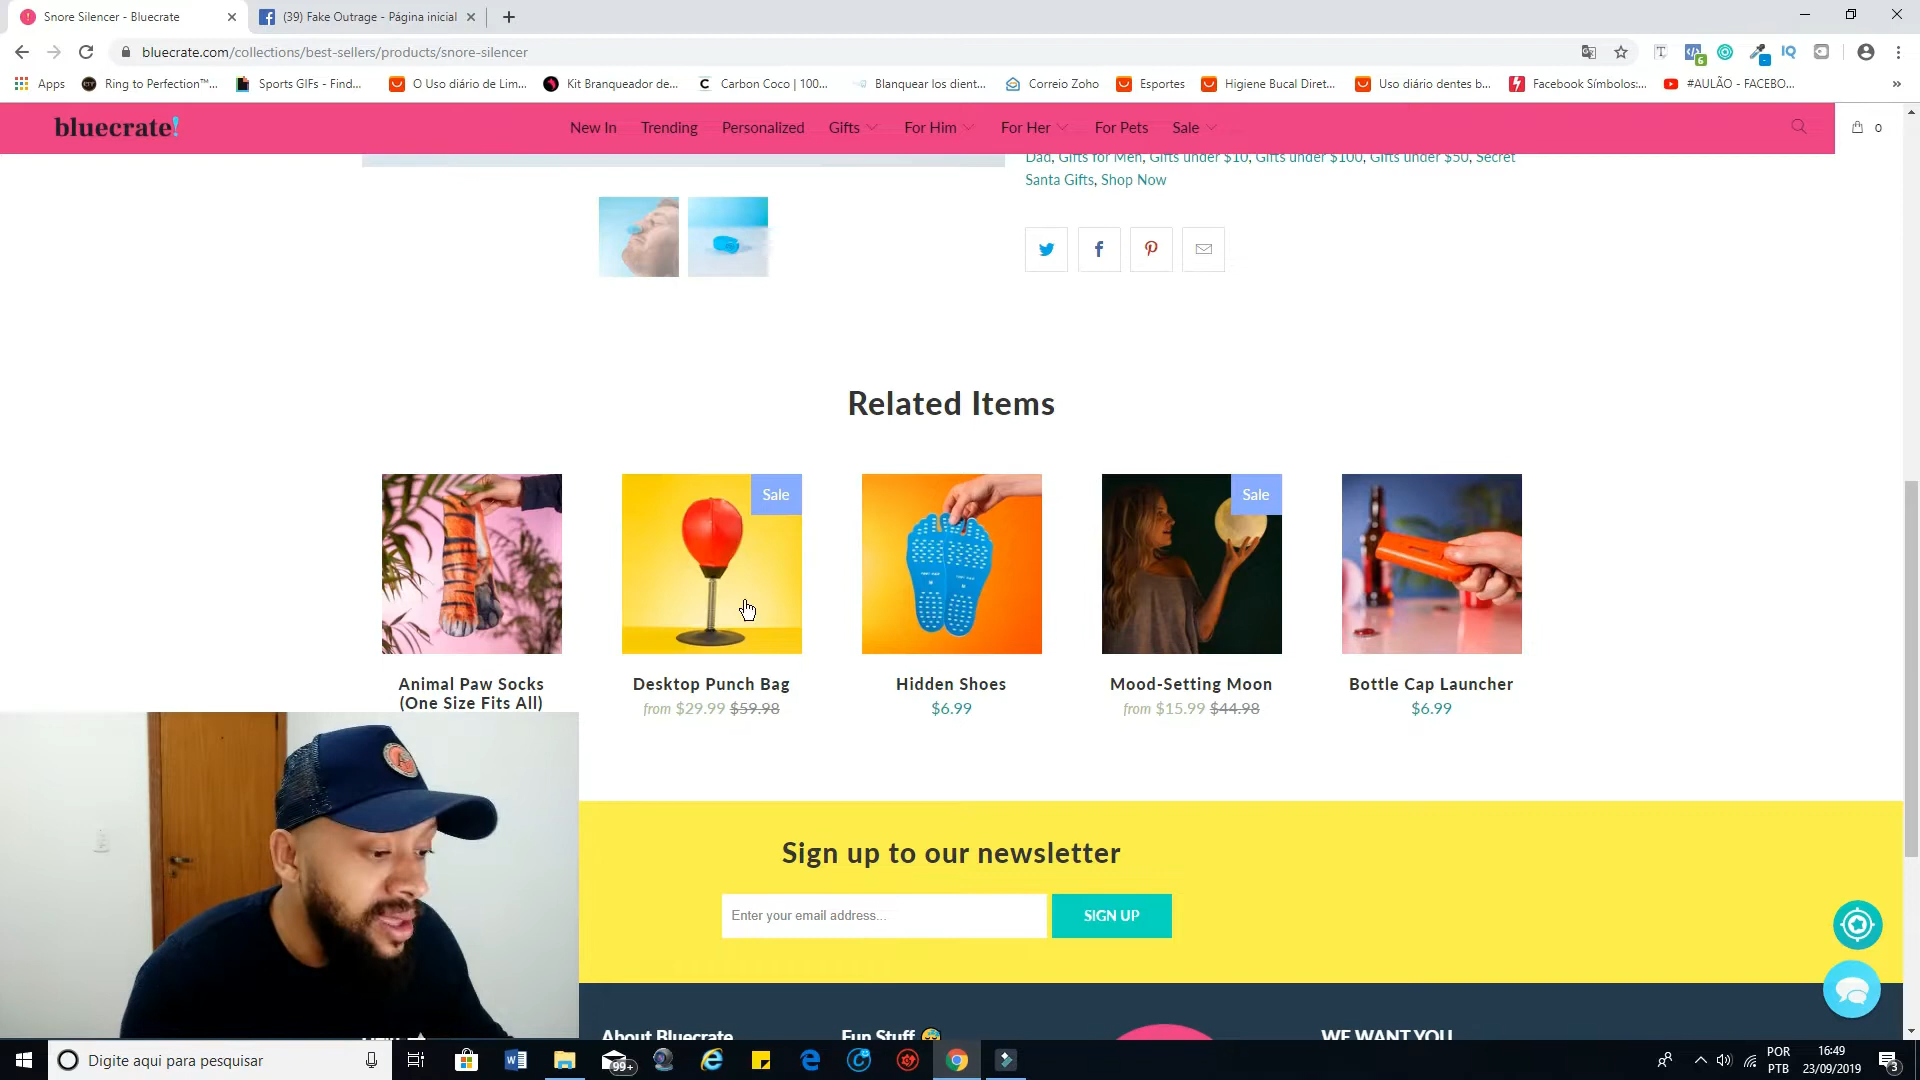 Snore Silencer - Bluecrate
(39) Fake Outrage - Página inicial
bluecrate.com/collections/best-sellers/products/snore-silencer
Apps
Ring to Perfection™...
Sports GIFs - Find...
O Uso diário de Lim...
Kit Branqueador de...
Carbon Coco | 100...
Blanquear los dient...
Correio Zoho
Esportes
Higiene Bucal Diret...
Uso diário dentes b...
Facebook Símbolos:...
#AULÃO - FACEBO...
bluecrate!
New In
Trending
Personalized
Gifts
For Him
For Her
For Pets
Sale
0
Dad, Gifts for Men, Gifts under $10, Gifts under $100, Gifts under $50, Secret
Santa Gifts, Shop Now
Related Items
Sale
Sale
Animal Paw Socks
(One Size Fits All)
Desktop Punch Bag
from $29.99 $59.98
Hidden Shoes
$6.99
Mood-Setting Moon
from $15.99 $44.98
Bottle Cap Launcher
$6.99
Sign up to our newsletter
Enter your email address...
SIGN UP
About Bluecrate
Fun Stuff
WE WANT YOU
Digite aqui para pesquisar
99+
POR
PTB
16:49
23/09/2019
3